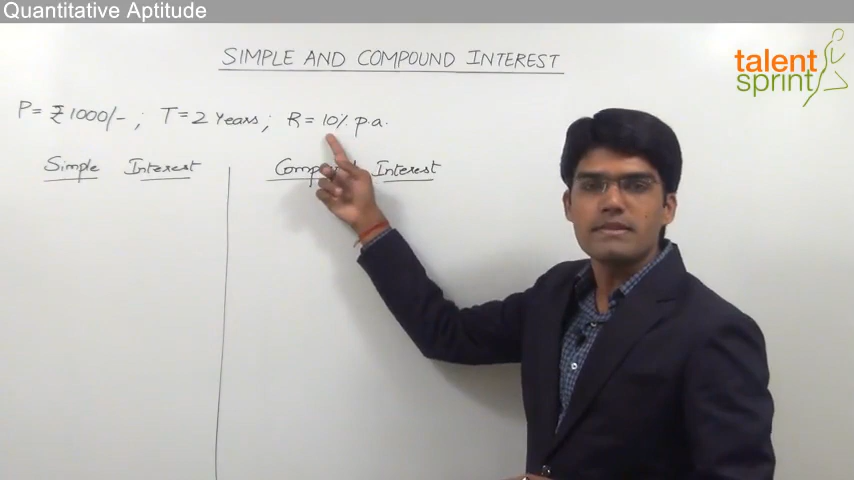 Quantitative Aptitude
SIMPLE AND COMPOUND INTEREST
talent
sprint
P= ₹1000/- ; T=2 Years; R= 10% p.a.
Simple Interest
Interest